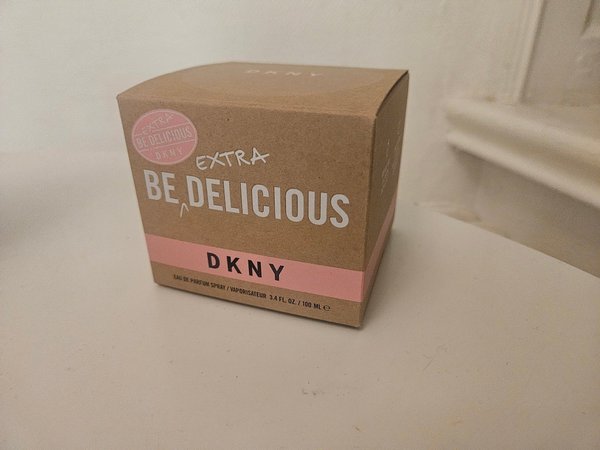 DKNY
EXTRA
BE DELICIOUS
DKNY
EXTRA
BE DELICIOUS
DKNY
EAU DE PARFUM SPRAY / VAPORISATEUR 3.4 FL. OZ. / 100 ML ℮